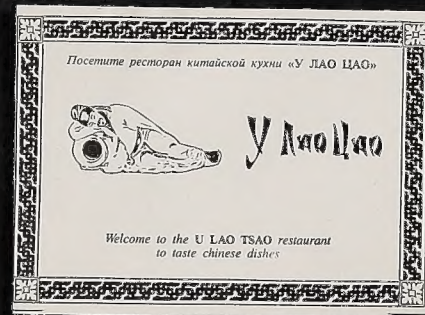 Посетите ресторан китайской кухни «У ЛАО ЦАО»
У Лао Цао
Welcome to the U LAO TSAO restaurant
to taste chinese dishes